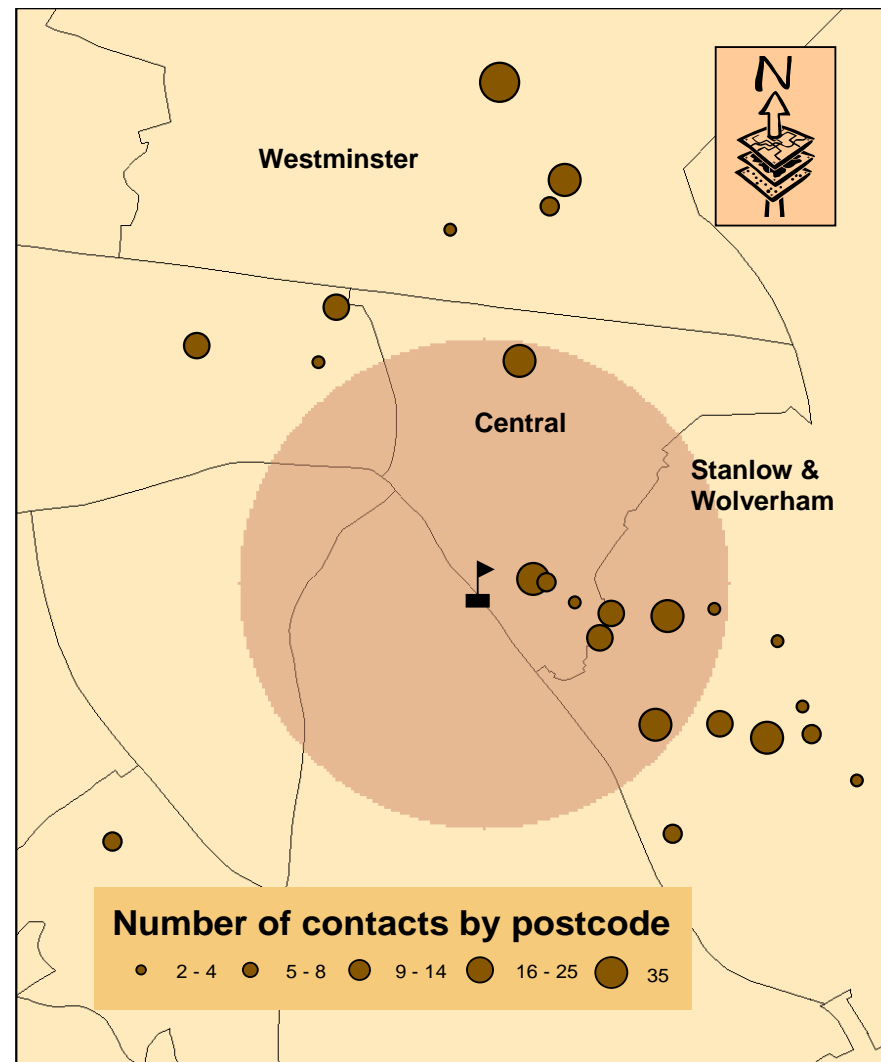 N
Westminster
Central
Stanlow &
Wolverham
Number of contacts by postcode
2 - 4
5 - 8
9 - 14
16 - 25
35